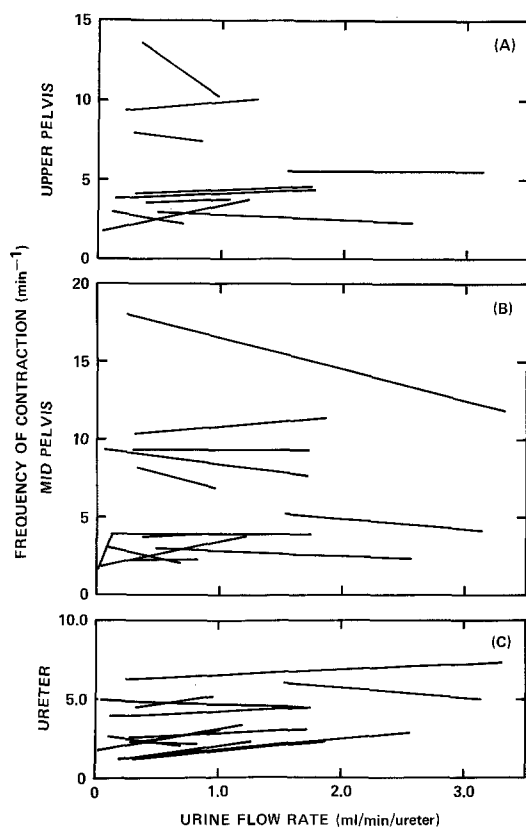 15
(A)
10
5
0
UPPER PELVIS
20
(B)
15
10
5
0
FREQUENCY OF CONTRACTION (min⁻¹)
MID PELVIS
10.0
(C)
5.0
0
URETER
0
1.0
2.0
3.0
URINE FLOW RATE (ml/min/ureter)